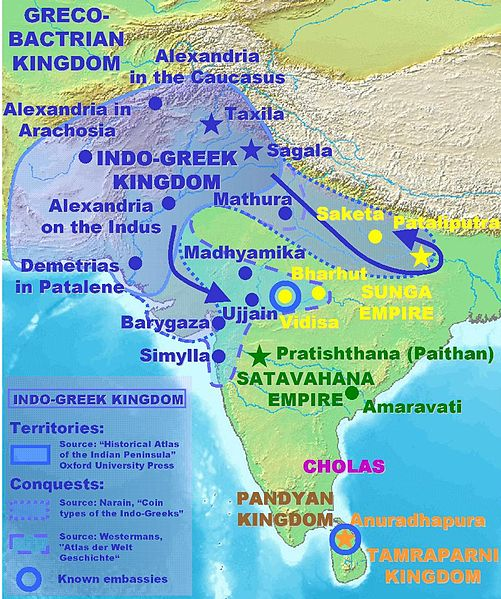 GRECO-
BACTRIAN
KINGDOM
Alexandria
in the Caucasus
Alexandria in
Arachosia
Taxila
Sagala
INDO-GREEK
KINGDOM
Mathura
Alexandria
on the Indus
Saketa
Pataliputra
Madhyamika
Demetrias
in Patalene
Bharhut
SUNGA
EMPIRE
Ujjain
Vidisa
Barygaza
Simylla
Pratishthana (Paithan)
SATAVAHANA
EMPIRE
Amaravati
INDO-GREEK KINGDOM
Territories:
Source: “Historical Atlas
of the Indian Peninsula”
Oxford University Press
Conquests:
Source: Narain, “Coin
types of the Indo-Greeks”
Source: Westermans,
"Atlas der Welt
Geschichte“
Known embassies
CHOLAS
PANDYAN
KINGDOM
Anuradhapura
TAMRAPARNI
KINGDOM